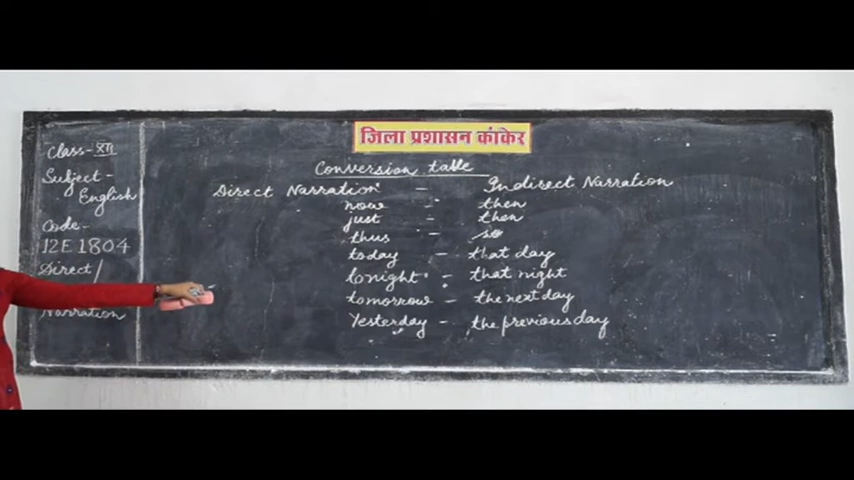 जिला प्रशासन कांकेर
Class- XII
Subject-
English
Code-
12E1804
Direct/
Narration
Conversion table
Direct Narration - Indirect Narration
now - then
just - then
thus - so
today - that day
tonight - that night
tomorrow - the next day
Yesterday - the previous day